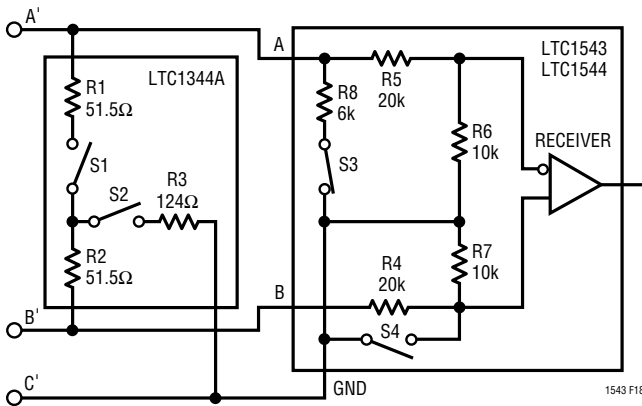 A'
A
LTC1344A
LTC1543
LTC1544
R1
51.5Ω
R8
6k
R5
20k
R6
10k
RECEIVER
S1
S3
S2
R3
124Ω
R2
51.5Ω
R7
10k
R4
20k
B
S4
B'
C'
GND
1543 F18